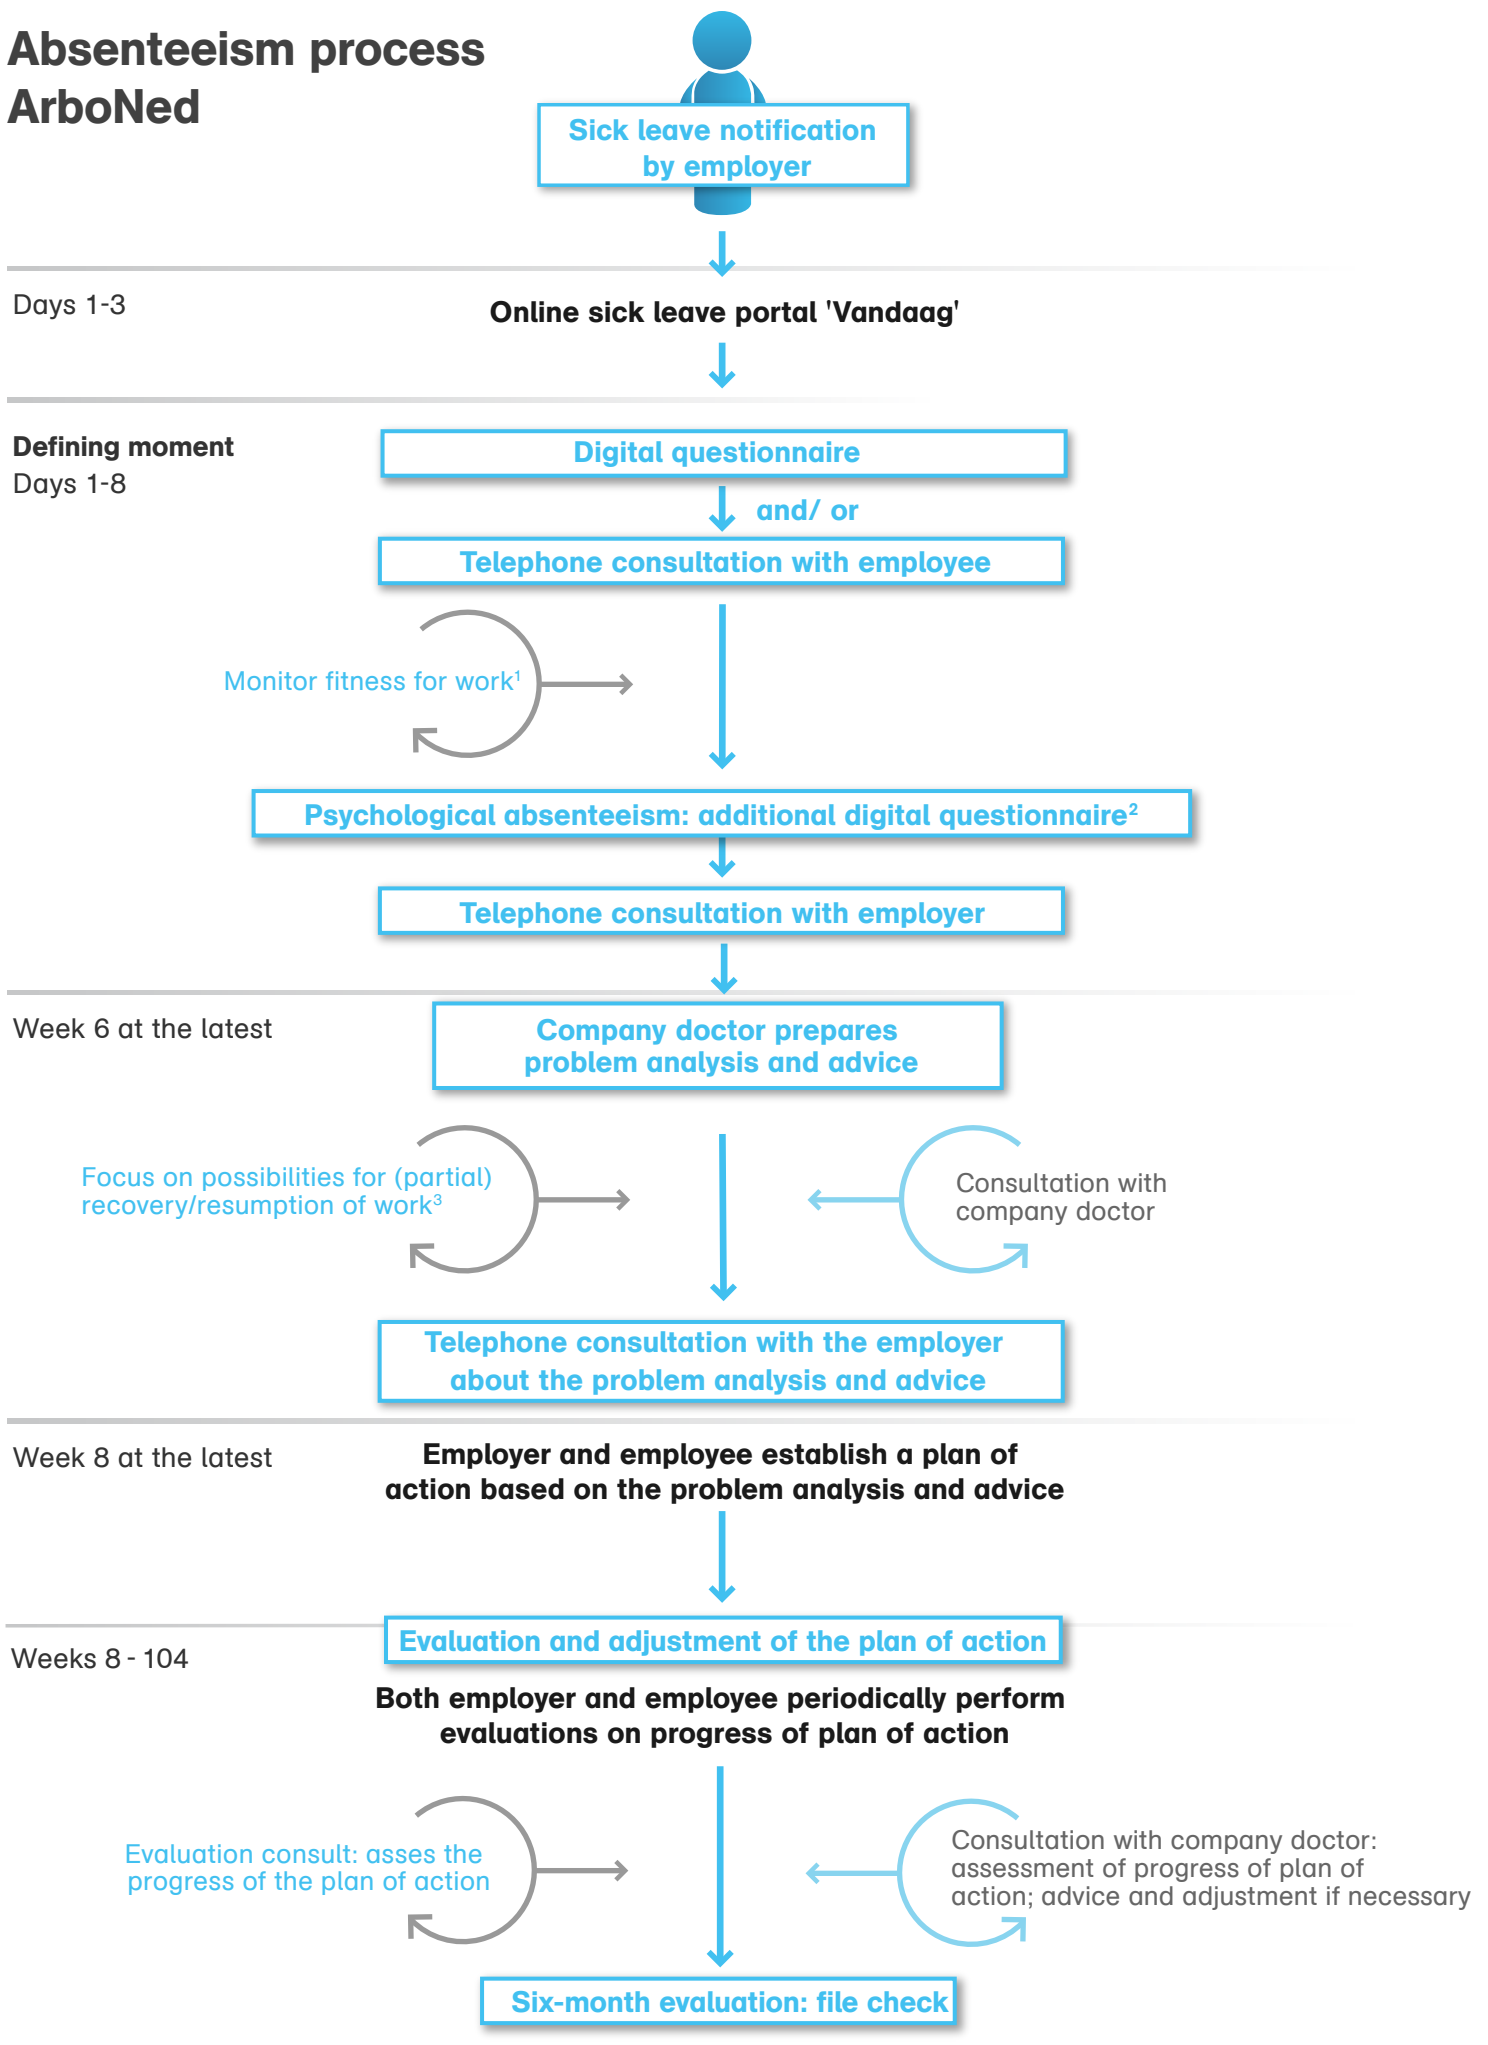 Absenteeism process
ArboNed
Sick leave notification
by employer
Days 1-3
Online sick leave portal 'Vandaag'
Defining moment
Days 1-8
Digital questionnaire
and/ or
Telephone consultation with employee
Monitor fitness for work¹
Psychological absenteeism: additional digital questionnaire²
Telephone consultation with employer
Week 6 at the latest
Company doctor prepares
problem analysis and advice
Focus on possibilities for (partial)
recovery/resumption of work³
Consultation with
company doctor
Telephone consultation with the employer
about the problem analysis and advice
Week 8 at the latest
Employer and employee establish a plan of
action based on the problem analysis and advice
Evaluation and adjustment of the plan of action
Weeks 8 - 104
Both employer and employee periodically perform
evaluations on progress of plan of action
Evaluation consult: asses the
progress of the plan of action
Consultation with company doctor:
assessment of progress of plan of
action; advice and adjustment if necessary
Six-month evaluation: file check